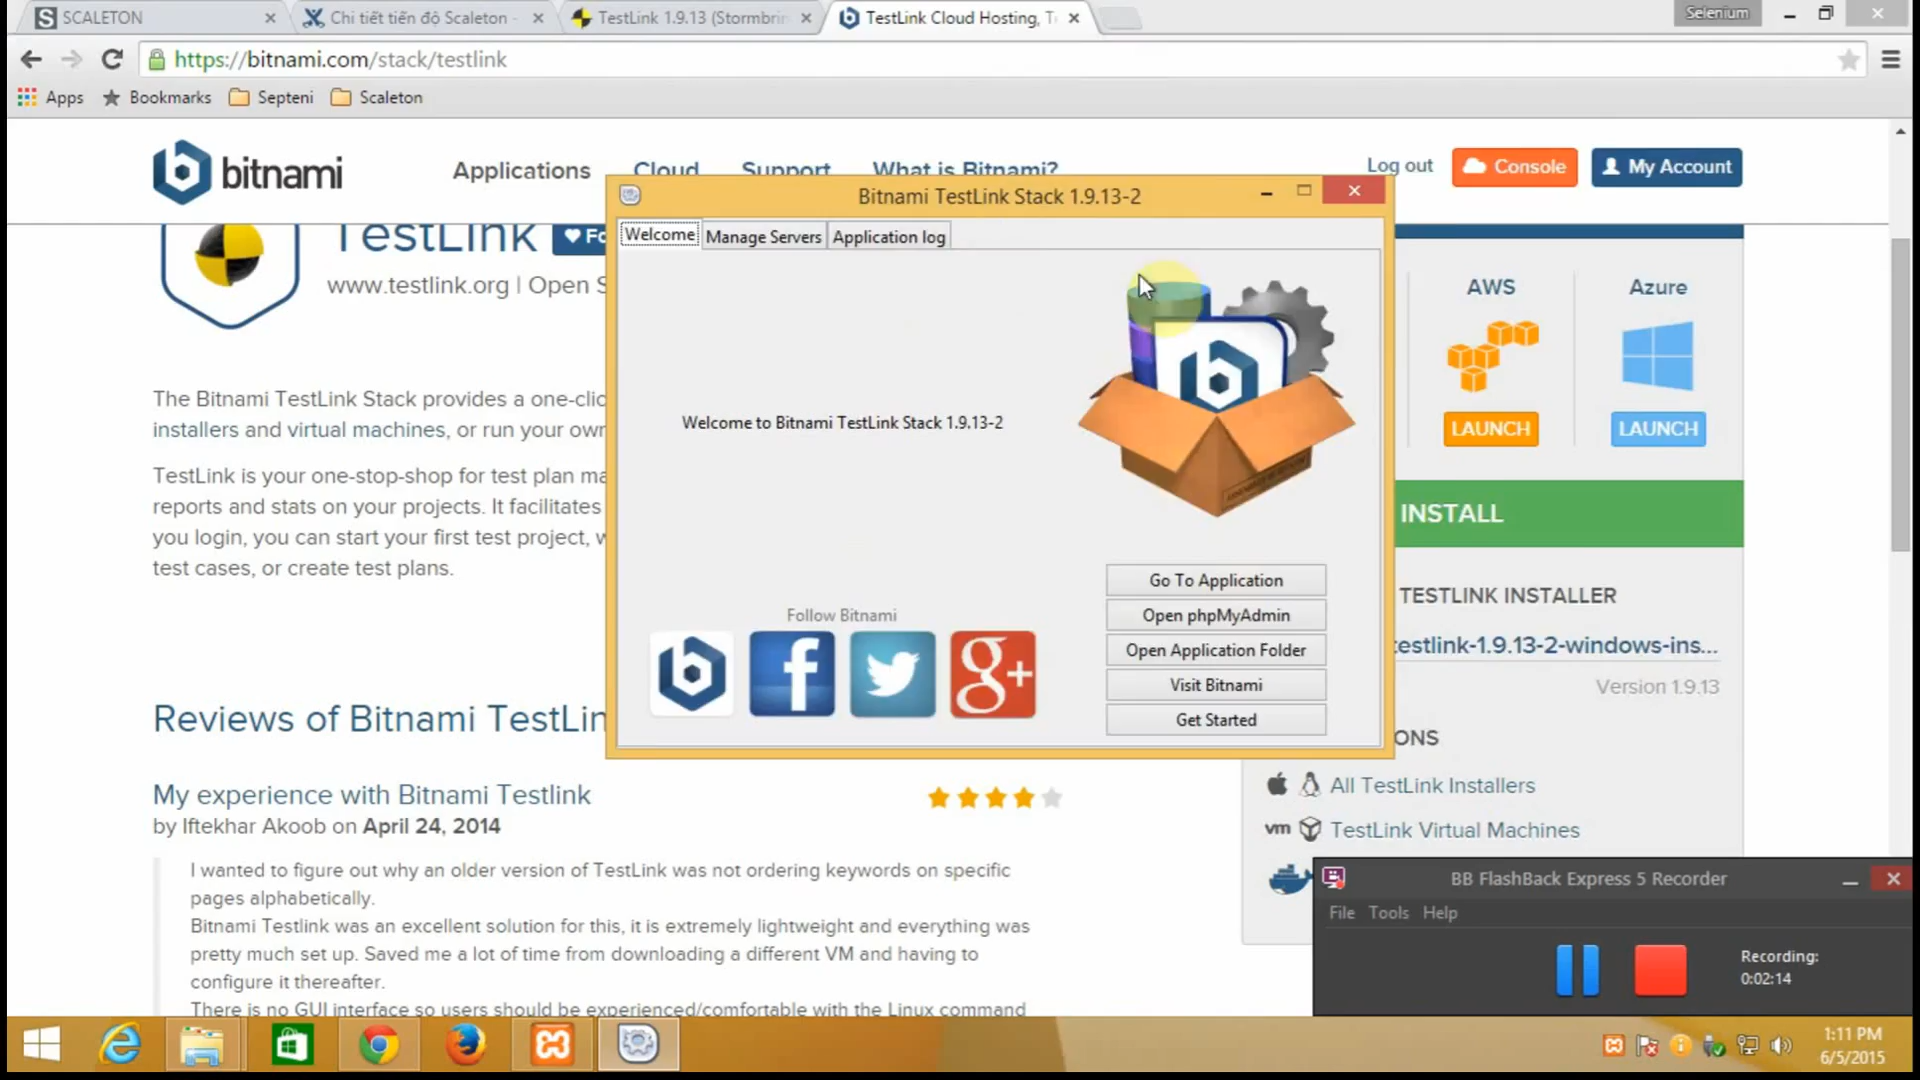 SCALETON
Chi tiết tiến độ Scaleton -
TestLink 1.9.13 (Stormbrin
TestLink Cloud Hosting, T
Selenium
https://bitnami.com/stack/testlink
Apps
Bookmarks
Septeni
Scaleton
bitnami
Applications
Cloud
Support
What is Bitnami?
Log out
Console
My Account
TestLink
Fo
www.testlink.org | Open S
The Bitnami TestLink Stack provides a one-clic
installers and virtual machines, or run your own
TestLink is your one-stop-shop for test plan ma
reports and stats on your projects. It facilitates
you login, you can start your first test project, w
test cases, or create test plans.
Reviews of Bitnami TestLin
My experience with Bitnami Testlink
by Iftekhar Akoob on April 24, 2014
I wanted to figure out why an older version of TestLink was not ordering keywords on specific
pages alphabetically.
Bitnami Testlink was an excellent solution for this, it is extremely lightweight and everything was
pretty much set up. Saved me a lot of time from downloading a different VM and having to
configure it thereafter.
There is no GUI interface so users should be experienced/comfortable with the Linux command
Bitnami TestLink Stack 1.9.13-2
Welcome
Manage Servers
Application log
Welcome to Bitnami TestLink Stack 1.9.13-2
Follow Bitnami
Go To Application
Open phpMyAdmin
Open Application Folder
Visit Bitnami
Get Started
AWS
Azure
LAUNCH
LAUNCH
INSTALL
TESTLINK INSTALLER
estlink-1.9.13-2-windows-ins...
Version 1.9.13
ONS
All TestLink Installers
vm
TestLink Virtual Machines
BB FlashBack Express 5 Recorder
File
Tools
Help
Recording:
0:02:14
1:11 PM
6/5/2015